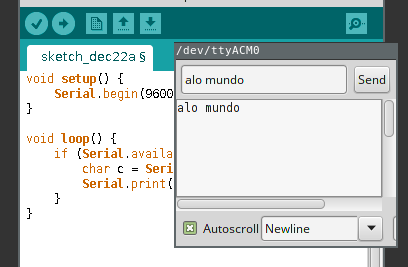 sketch_dec22a §
void setup() {
Serial.begin(9600
}
void loop() {
if (Serial.availa
char c = Seri
Serial.print(
}
}
/dev/ttyACM0
alo mundo
Send
alo mundo
Autoscroll
Newline